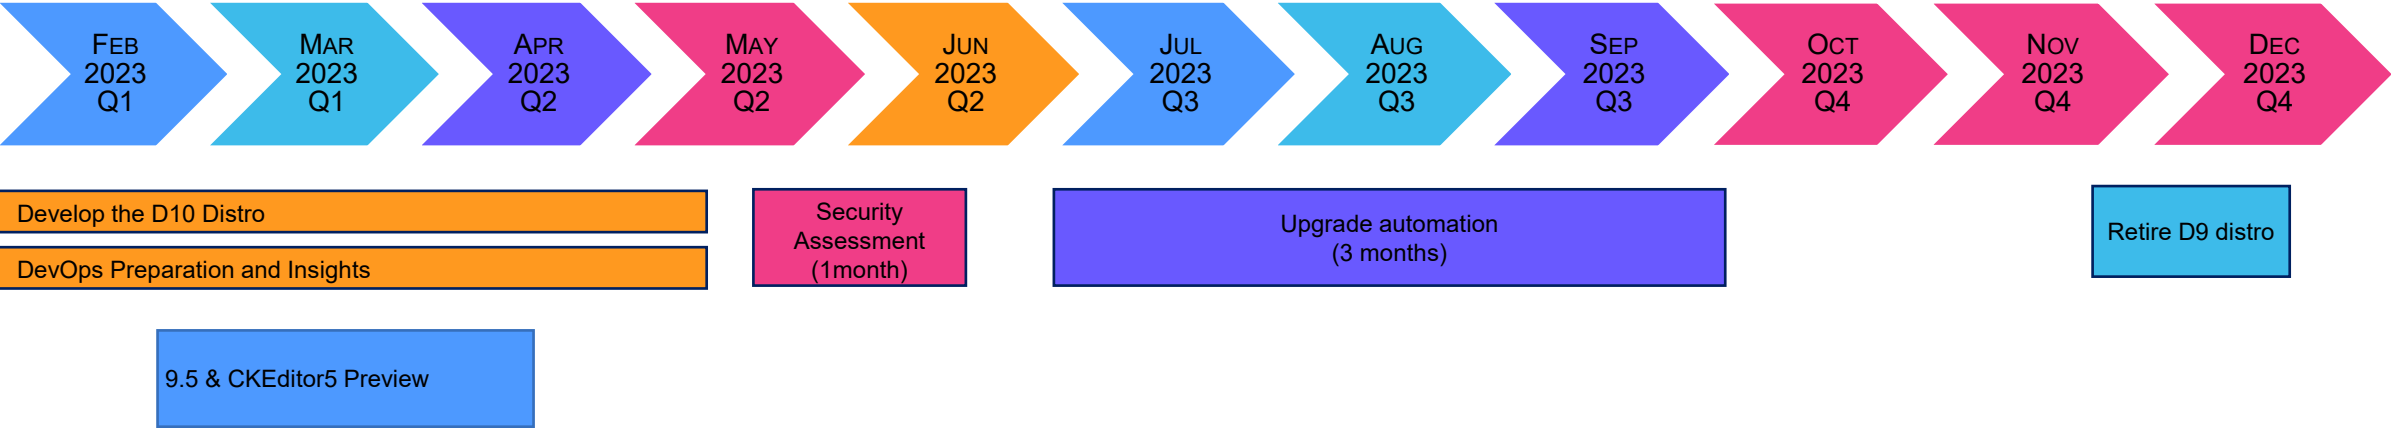 FEB
2023
Q1
MAR
2023
Q1
APR
2023
Q2
MAY
2023
Q2
JUN
2023
Q2
JUL
2023
Q3
AUG
2023
Q3
SEP
2023
Q3
OCT
2023
Q4
NOV
2023
Q4
DEC
2023
Q4
Develop the D10 Distro
DevOps Preparation and Insights
Security
Assessment
(1month)
Upgrade automation
(3 months)
Retire D9 distro
9.5 & CKEditor5 Preview